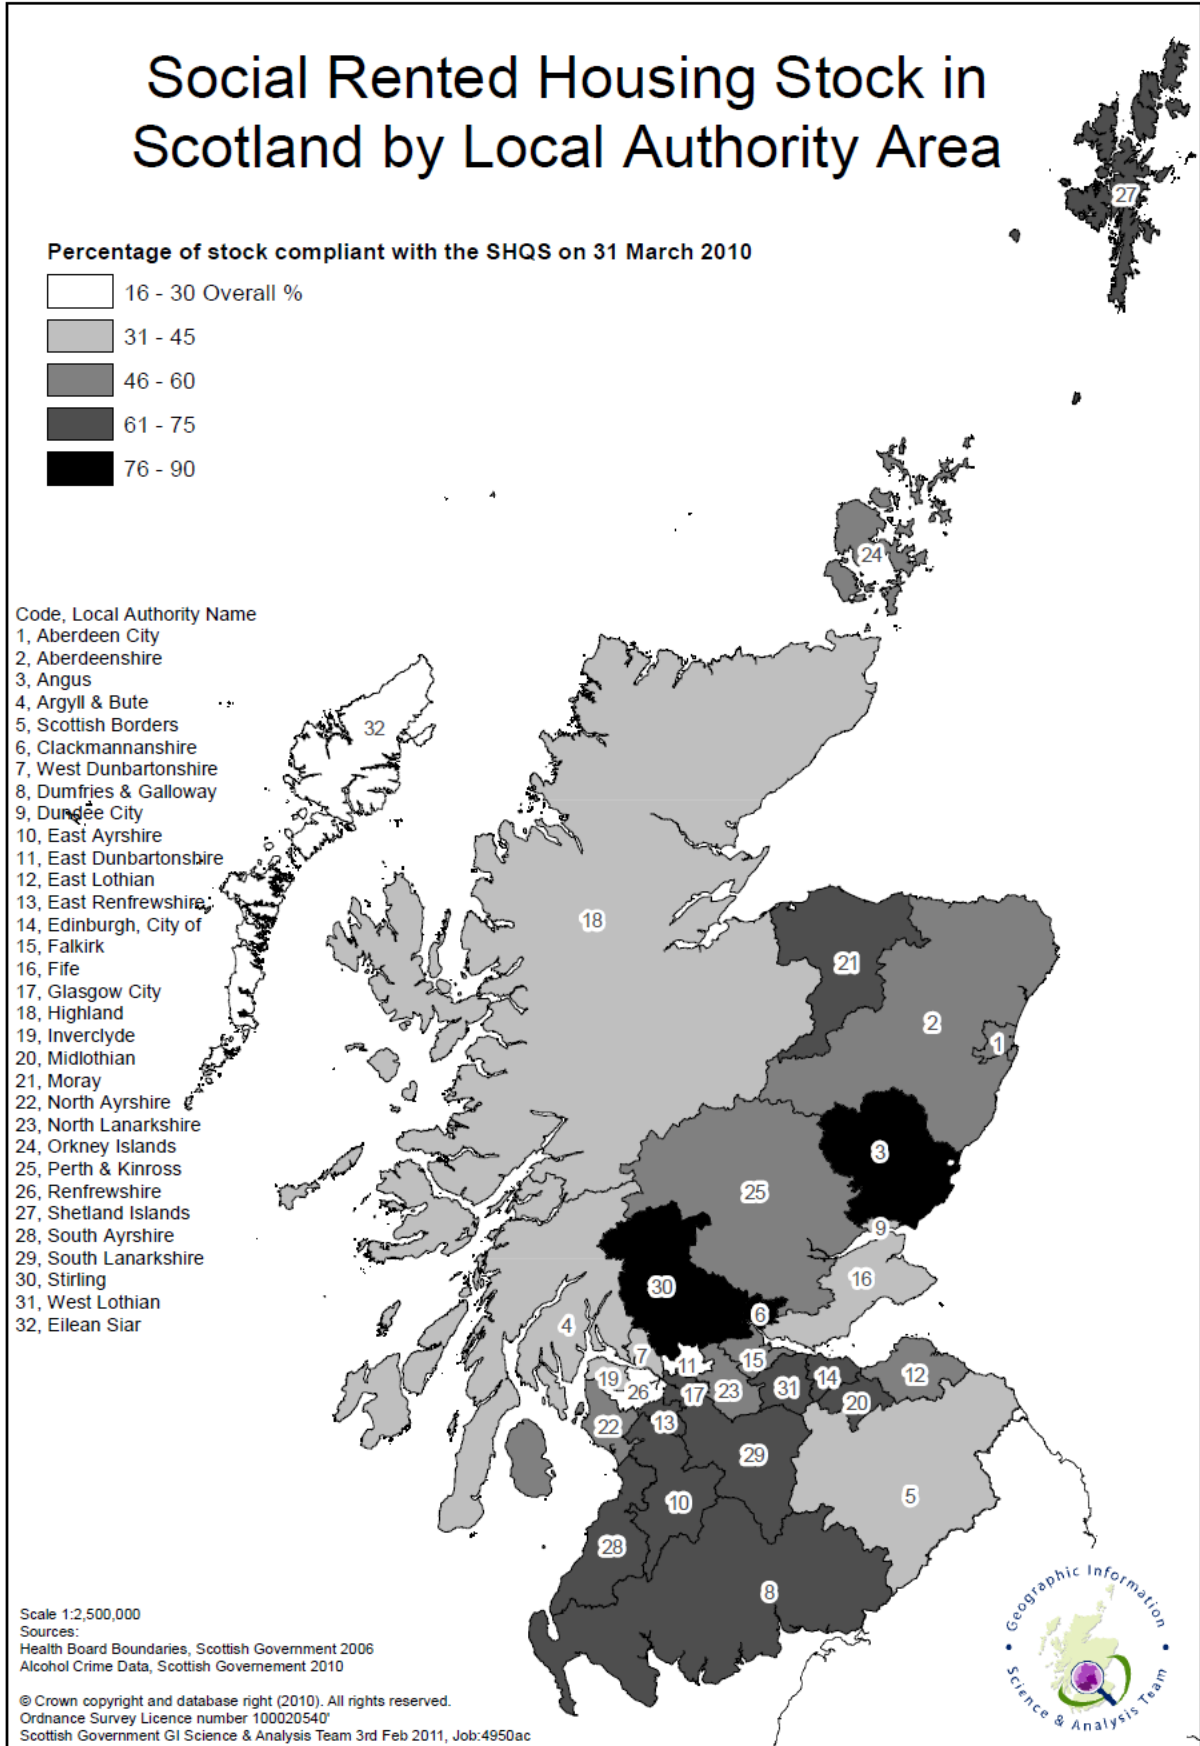 Social Rented Housing Stock in
Scotland by Local Authority Area
Percentage of stock compliant with the SHQS on 31 March 2010
16 - 30 Overall %
31 - 45
46 - 60
61 - 75
76 - 90
Code, Local Authority Name
1, Aberdeen City
2, Aberdeenshire
3, Angus
4, Argyll & Bute
5, Scottish Borders
6, Clackmannanshire
7, West Dunbartonshire
8, Dumfries & Galloway
9, Dundee City
10, East Ayrshire
11, East Dunbartonshire
12, East Lothian
13, East Renfrewshire
14, Edinburgh, City of
15, Falkirk
16, Fife
17, Glasgow City
18, Highland
19, Inverclyde
20, Midlothian
21, Moray
22, North Ayrshire
23, North Lanarkshire
24, Orkney Islands
25, Perth & Kinross
26, Renfrewshire
27, Shetland Islands
28, South Ayrshire
29, South Lanarkshire
30, Stirling
31, West Lothian
32, Eilean Siar
27
24
32
18
21
2
1
3
25
9
16
30
6
4
7
11
15
19
26
17
23
31
14
12
20
22
13
29
10
5
28
8
Scale 1:2,500,000
Sources:
Health Board Boundaries, Scottish Government 2006
Alcohol Crime Data, Scottish Governement 2010
© Crown copyright and database right (2010). All rights reserved.
Ordnance Survey Licence number 100020540'
Scottish Government GI Science & Analysis Team 3rd Feb 2011, Job:4950ac
Geographic Information
Science & Analysis Team